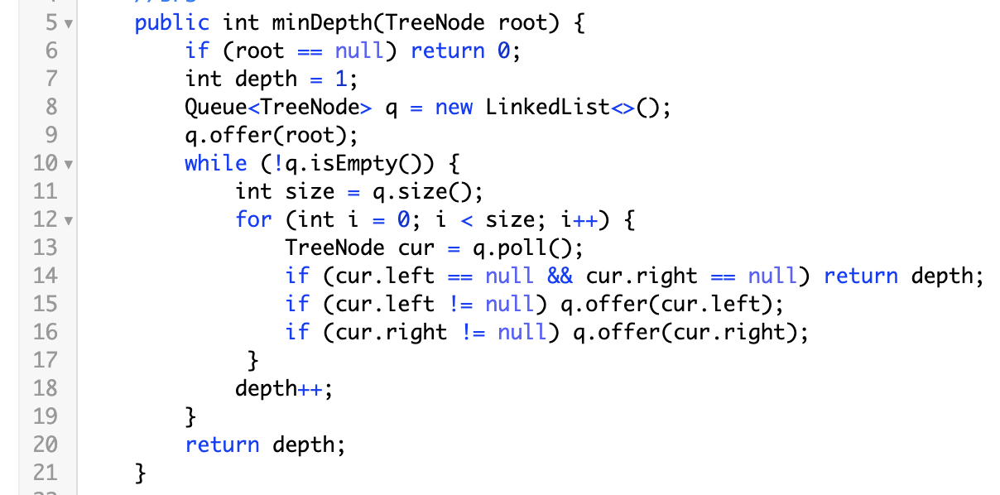 5 public int minDepth(TreeNode root) {
6 if (root == null) return 0;
7 int depth = 1;
8 Queue<TreeNode> q = new LinkedList<>();
9 q.offer(root);
10 while (!q.isEmpty()) {
11 int size = q.size();
12 for (int i = 0; i < size; i++) {
13 TreeNode cur = q.poll();
14 if (cur.left == null && cur.right == null) return depth;
15 if (cur.left != null) q.offer(cur.left);
16 if (cur.right != null) q.offer(cur.right);
17 }
18 depth++;
19 }
20 return depth;
21 }